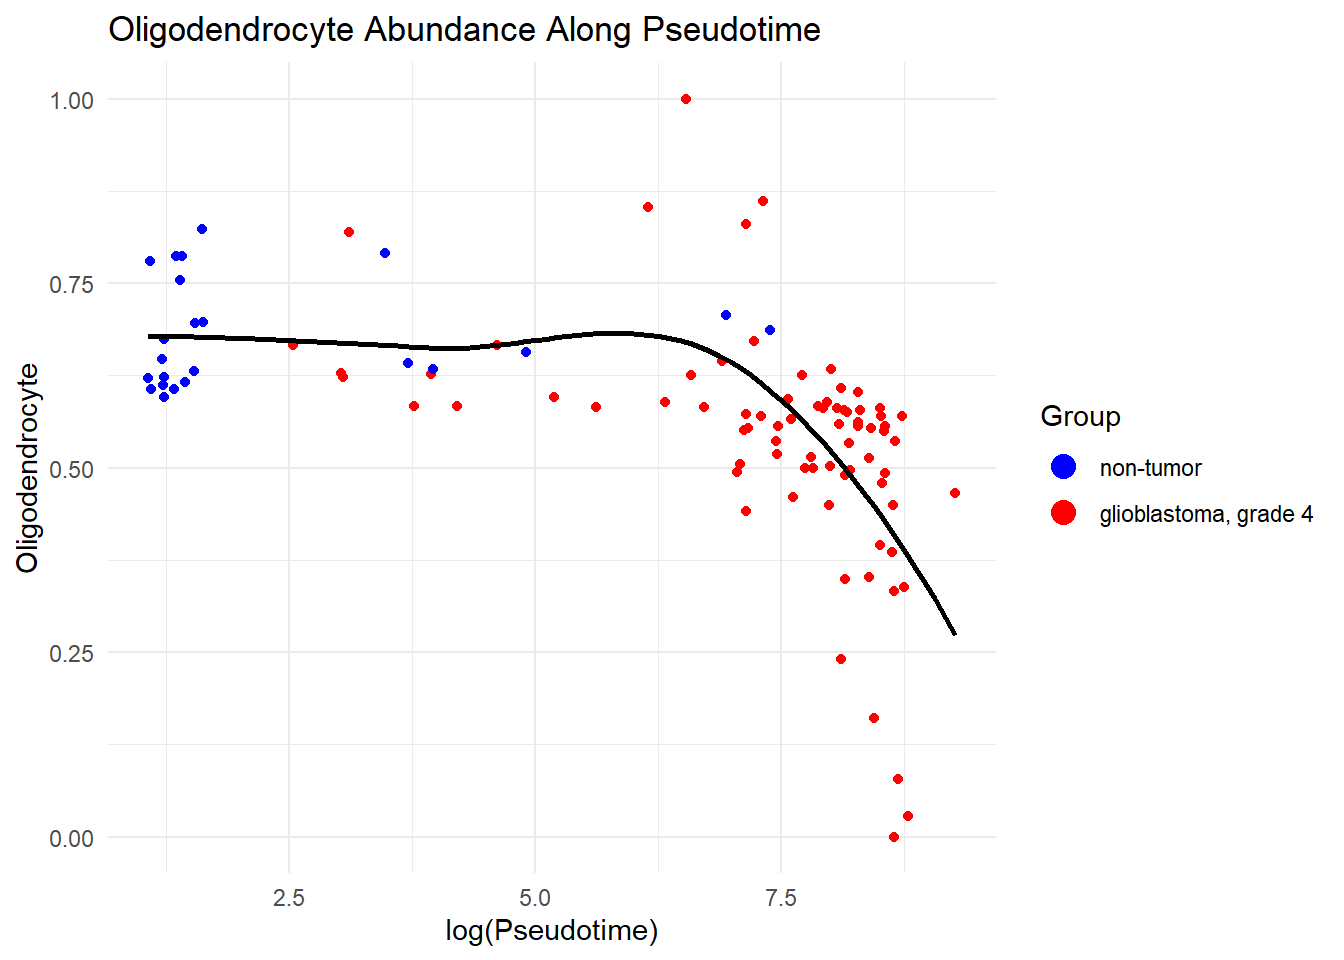 Oligodendrocyte Abundance Along Pseudotime
1.00
0.75
0.50
0.25
0.00
Oligodendrocyte
2.5 5.0 7.5
log(Pseudotime)
Group
non-tumor
glioblastoma, grade 4